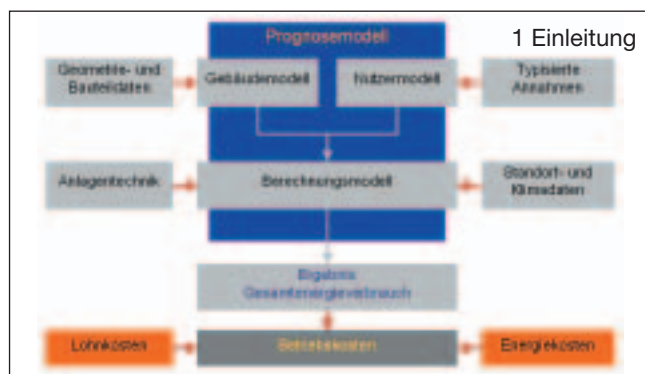 Prognosemodell
1 Einleitung
Geometrie- und
Bauteildaten
Gebäudemodell
Nutzermodell
Typisierte
Annahmen
Anlagentechnik
Berechnungsmodell
Standort- und
Klimadaten
Ergebnis
Gesamtenergieverbrauch
Lohnkosten
Betriebskosten
Energiekosten